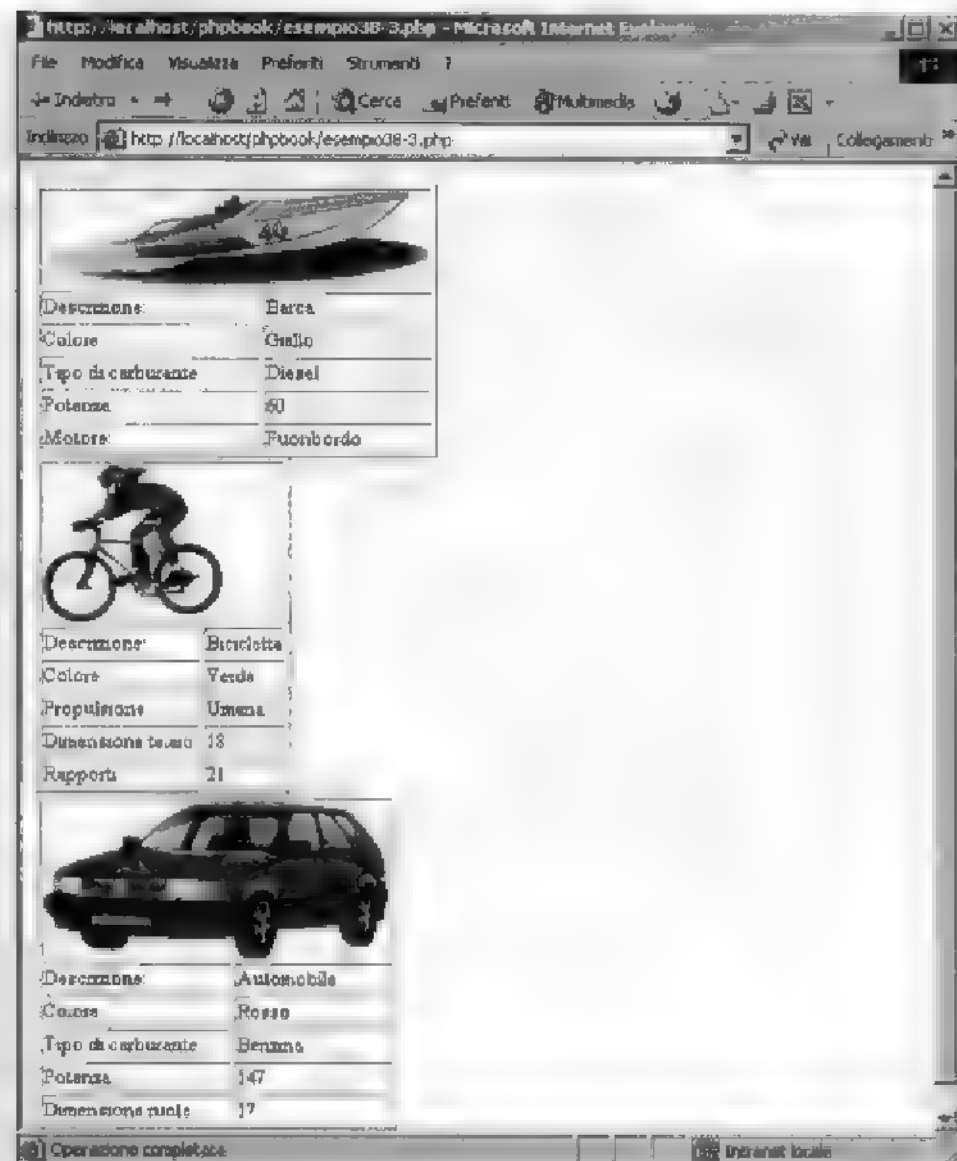 http://localhost/phpbook/esempio38-3.php - Microsoft Internet Explorer
File Modifica Visualizza Preferiti Strumenti ?
Indietro Cerca Preferiti Multimedia
Indirizzo http://localhost/phpbook/esempio38-3.php Vai Collegamenti »
40
Descrizione: Barca
Colore Giallo
Tipo di carburante Diesel
Potenza 60
Motore: Fuoribordo
Descrizione: Bicicletta
Colore Verde
Propulsione Umana
Dimensione telaio 18
Rapporti 21
Descrizione: Automobile
Colore Rosso
Tipo di carburante Benzina
Potenza 147
Dimensione ruote 17
Operazione completata Intranet locale